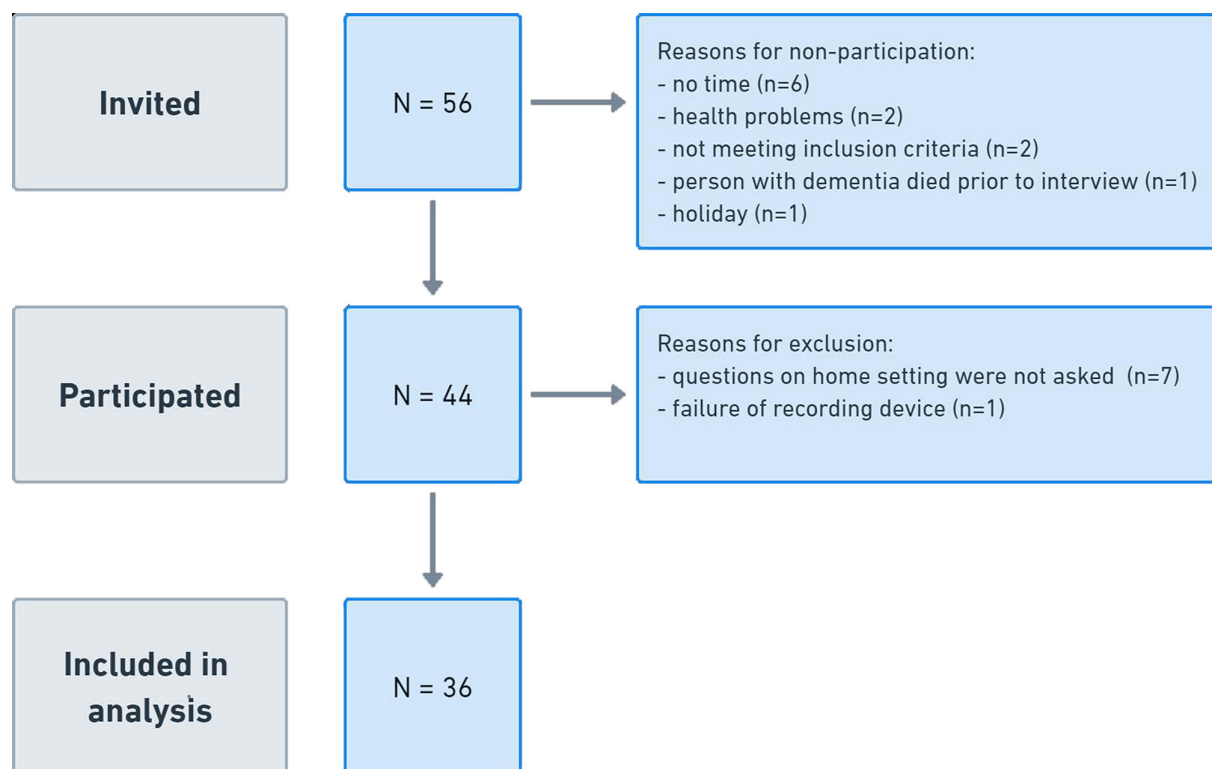 Invited
N = 56
Reasons for non-participation:
- no time (n=6)
- health problems (n=2)
- not meeting inclusion criteria (n=2)
- person with dementia died prior to interview (n=1)
- holiday (n=1)
Participated
N = 44
Reasons for exclusion:
- questions on home setting were not asked  (n=7)
- failure of recording device (n=1)
Included in
analysis
N = 36